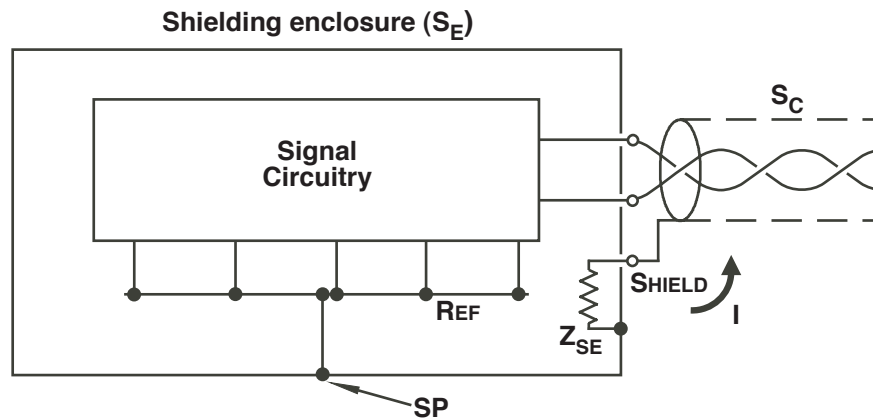 Shielding enclosure (SE)
SC
Signal
Circuitry
SHIELD
REF
I
ZSE
SP